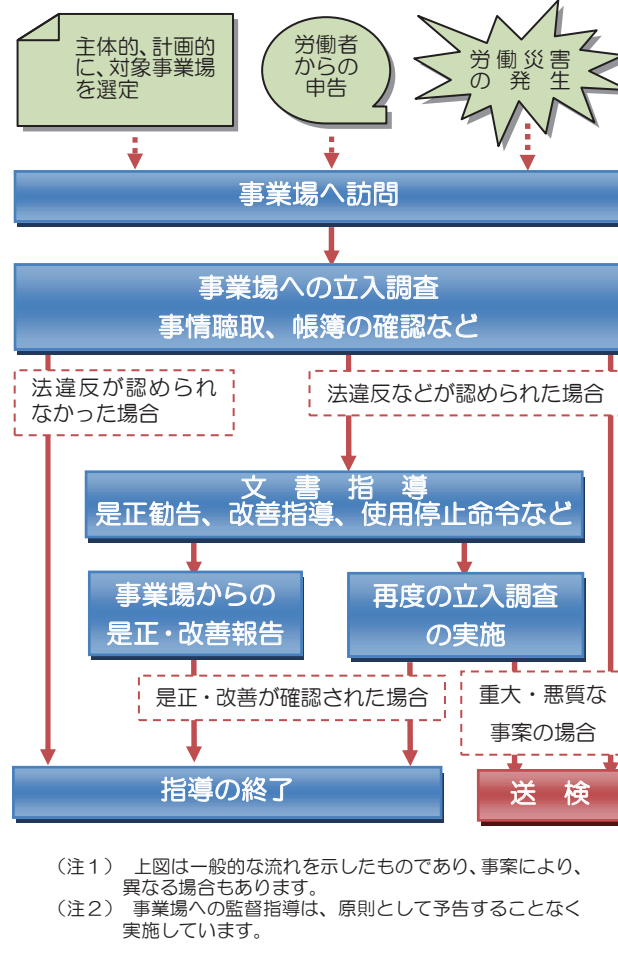 主体的、計画的
に、対象事業場
を選定
労働者
からの
申告
労働災害
の発生
事業場へ訪問
事業場への立入調査
事情聴取、帳簿の確認など
法違反が認められ
なかった場合
法違反などが認められた場合
文書指導
是正勧告、改善指導、使用停止命令など
事業場からの
是正・改善報告
再度の立入調査
の実施
是正・改善が確認された場合
重大・悪質な
事案の場合
指導の終了
送検
（注１）　上図は一般的な流れを示したものであり、事案により、
異なる場合もあります。
（注２）　事業場への監督指導は、原則として予告することなく
実施しています。